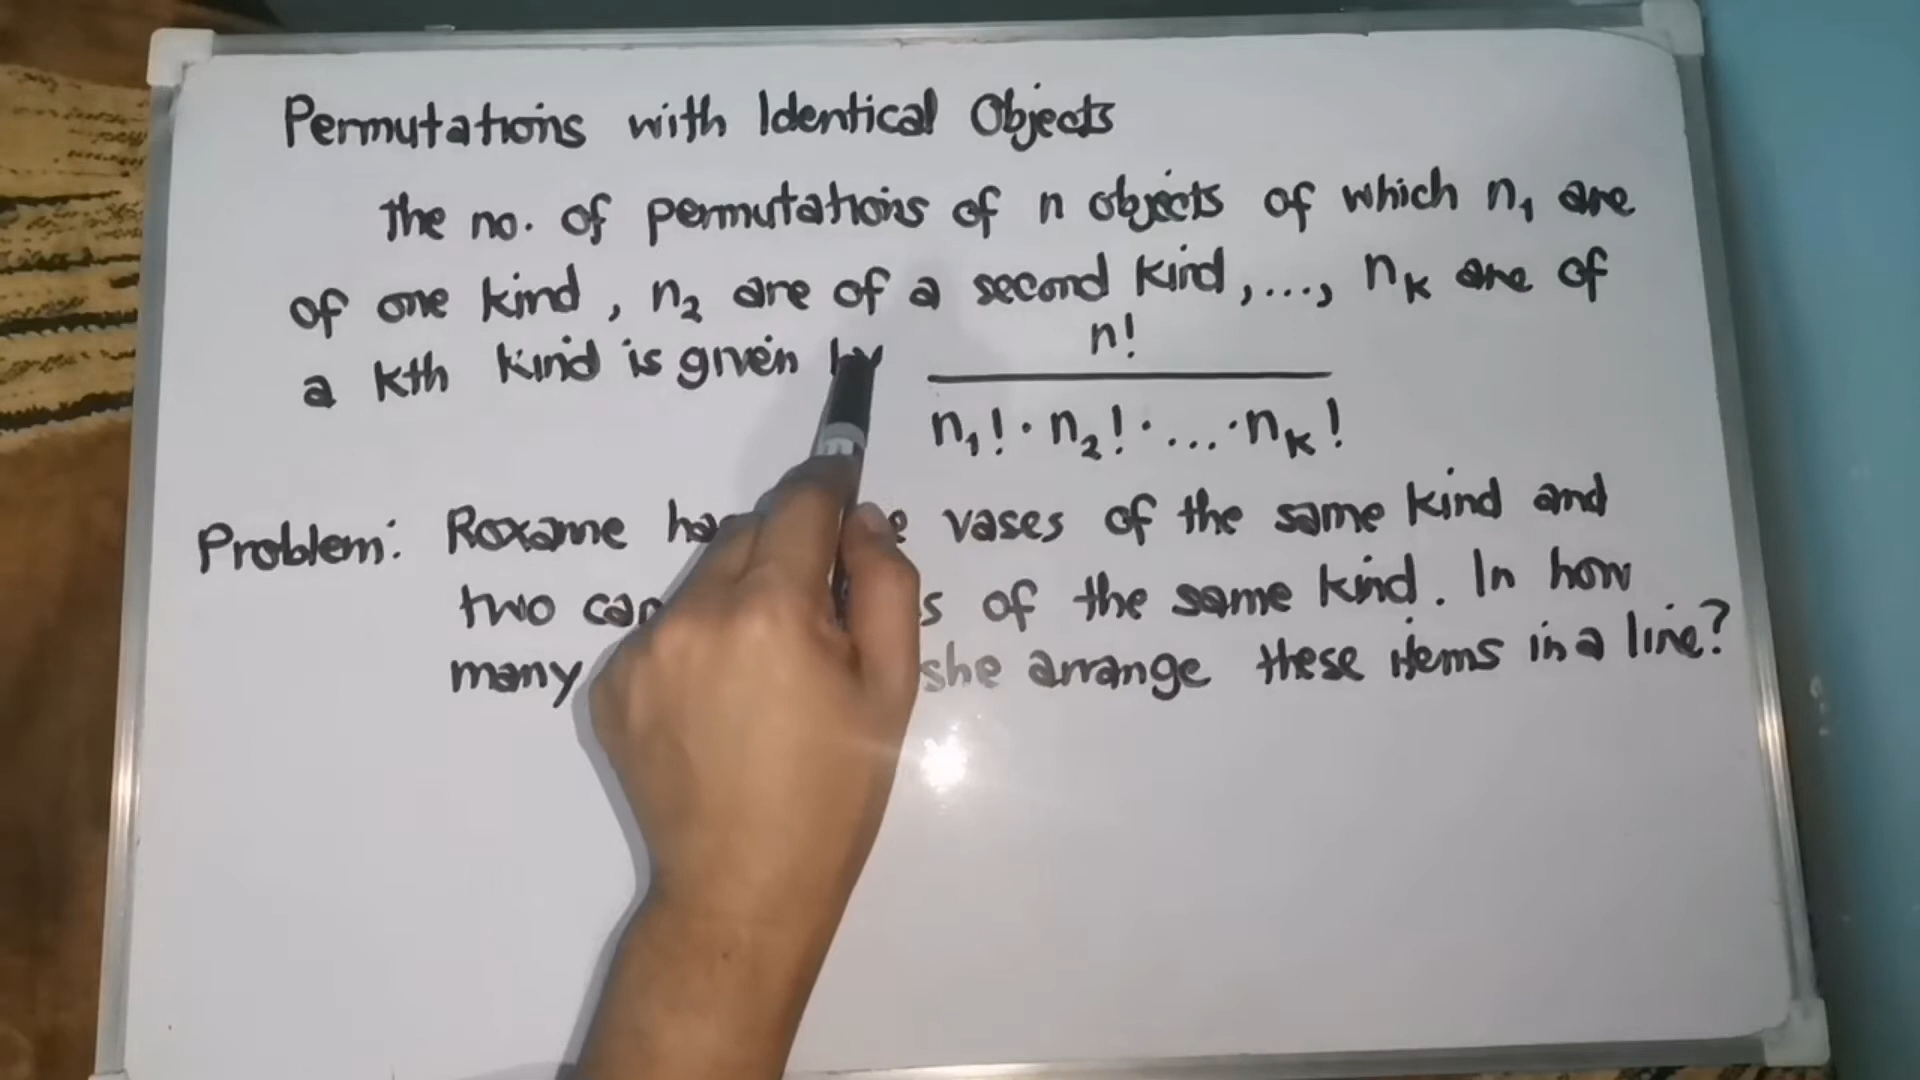 Permutations with Identical Objects
The no. of permutations of n objects of which n₁ are
of one kind, n₂ are of a second kind, ..., nₖ are of
a kth kind is given by
n!
n₁! · n₂! · ... · nₖ!
Problem: Roxanne vases of the same kind and
two of the same kind. In how
many she arrange these items in a line?